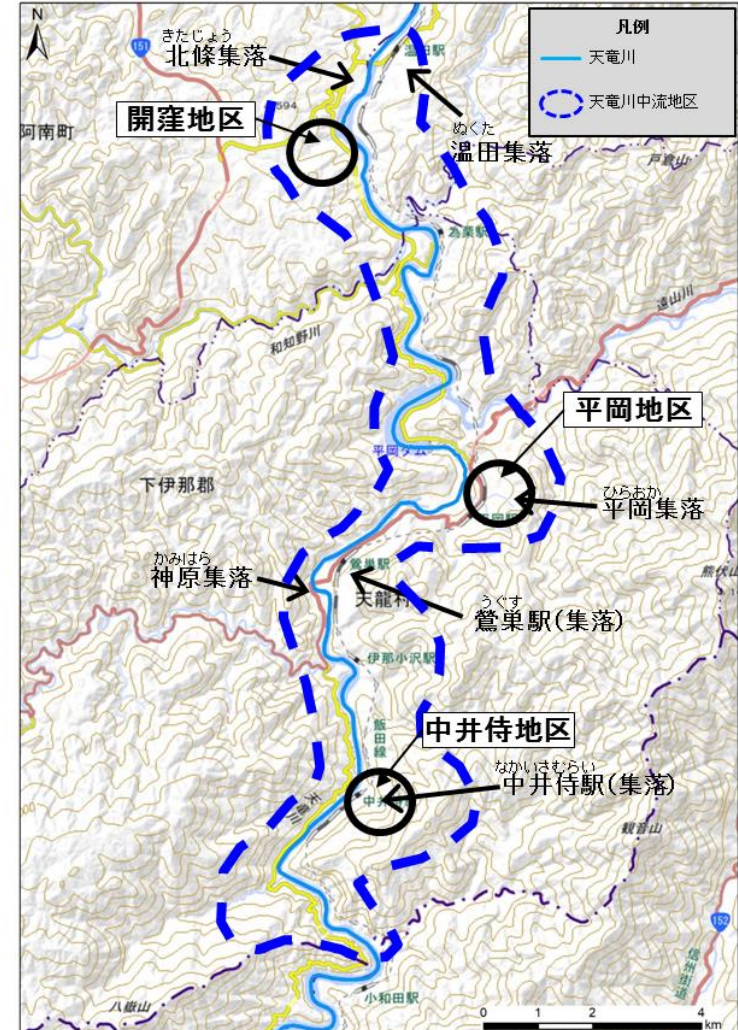 N
151
きたじょう
北條集落
温田駅
凡例
天竜川
天竜川中流地区
594
開窪地区
阿南町
ぬくた
温田集落
戸倉山
為栗駅
遠山川
和知野川
平岡地区
平岡ダム
下伊那郡
ひらおか
平岡集落
かみはら
神原集落
鶯巣駅
熊伏山
天龍村
うぐす
鶯巣駅(集落)
伊那小沢駅
飯田線
中井侍地区
なかいさむらい
中井侍駅(集落)
天竜川
観音山
152
信州街道
八嶽山
小和田駅
0 1 2 4
km